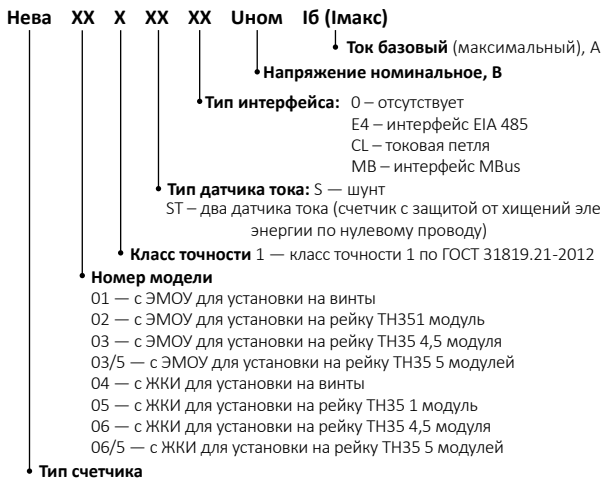 Нева XX X XX XX Uном Iб (Iмакс)
Ток базовый (максимальный), А
Напряжение номинальное, В
Тип интерфейса: 0 – отсутствует
E4 – интерфейс EIA 485
CL – токовая петля
MB – интерфейс MBus
Тип датчика тока: S — шунт
ST – два датчика тока (счетчик с защитой от хищений эле
энергии по нулевому проводу)
Класс точности 1 — класс точности 1 по ГОСТ 31819.21-2012
Номер модели
01 — с ЭМОУ для установки на винты
02 — с ЭМОУ для установки на рейку ТН351 модуль
03 — с ЭМОУ для установки на рейку ТН35 4,5 модуля
03/5 — с ЭМОУ для установки на рейку ТН35 5 модулей
04 — с ЖКИ для установки на винты
05 — с ЖКИ для установки на рейку ТН35 1 модуль
06 — с ЖКИ для установки на рейку ТН35 4,5 модуля
06/5 — с ЖКИ для установки на рейку ТН35 5 модулей
Тип счетчика